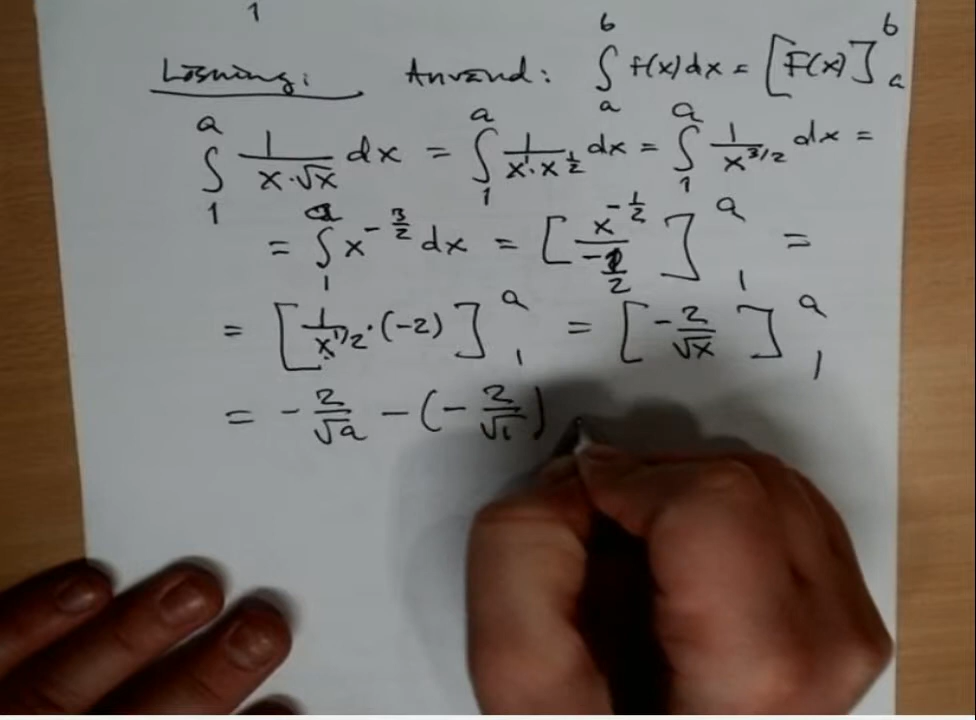 1
Lösning: Använd: ∫_a^b f(x)dx = [F(x)]_a^b
∫_1^a 1/(x·√x) dx = ∫_1^a 1/(x^1·x^(1/2)) dx = ∫_1^a 1/x^(3/2) dx =
= ∫_1^a x^(-3/2) dx = [x^(-1/2)/(-1/2)]_1^a =
= [1/x^(1/2)·(-2)]_1^a = [-2/√x]_1^a
= -2/√a - (-2/√1)